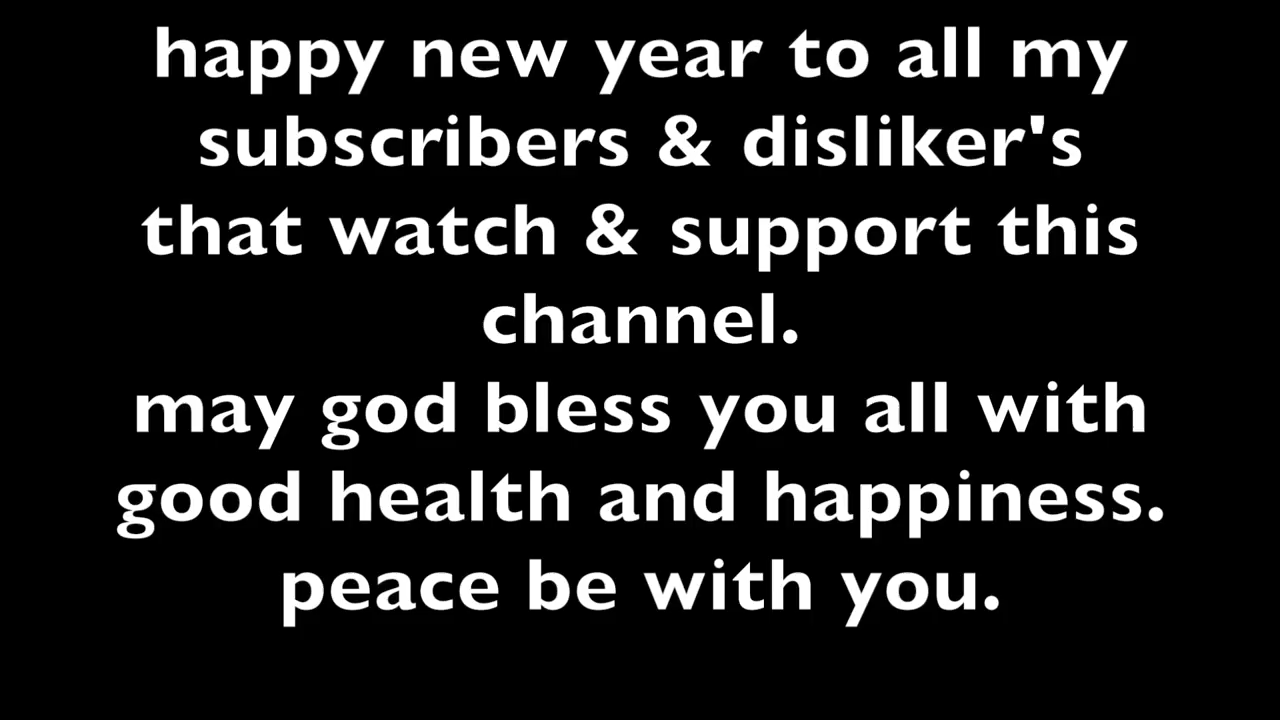 happy new year to all my
subscribers & disliker's
that watch & support this
channel.
may god bless you all with
good health and happiness.
peace be with you.